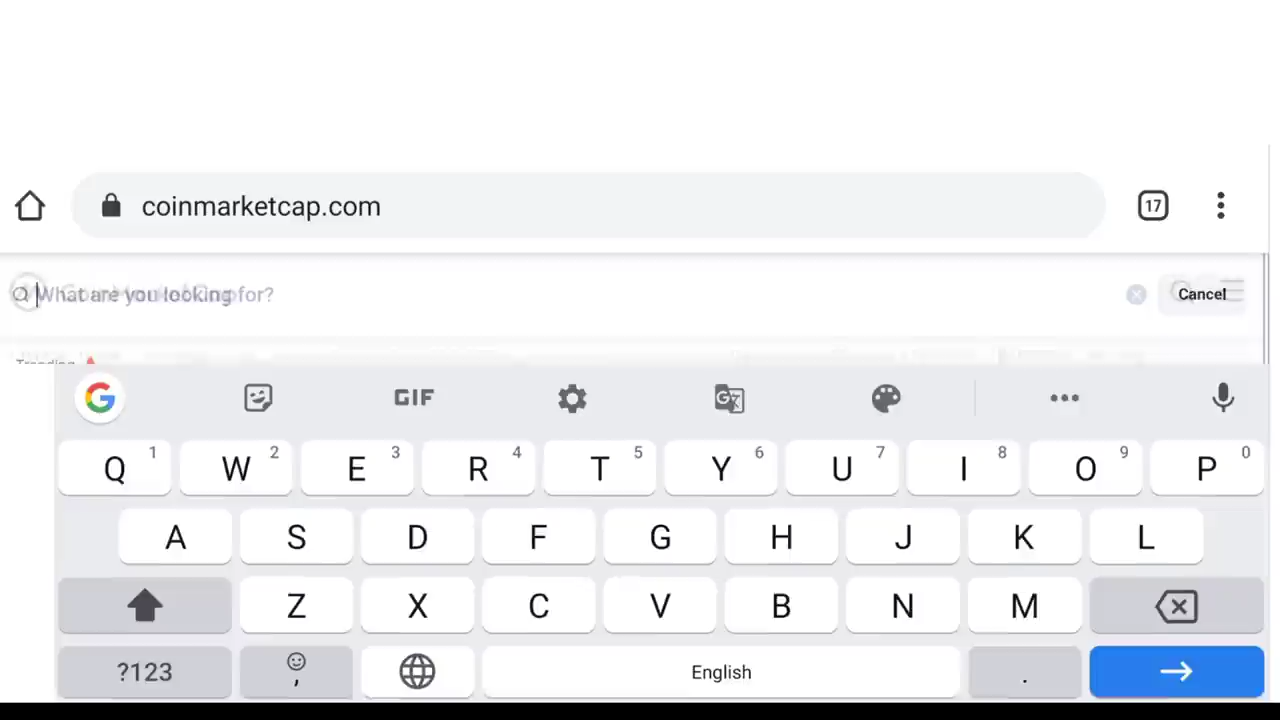 coinmarketcap.com
17
What are you looking for?
Cancel
Trending
GIF
Q 1 W 2 E 3 R 4 T 5 Y 6 U 7 I 8 O 9 P 0
A S D F G H J K L
Z X C V B N M
?123 , English .